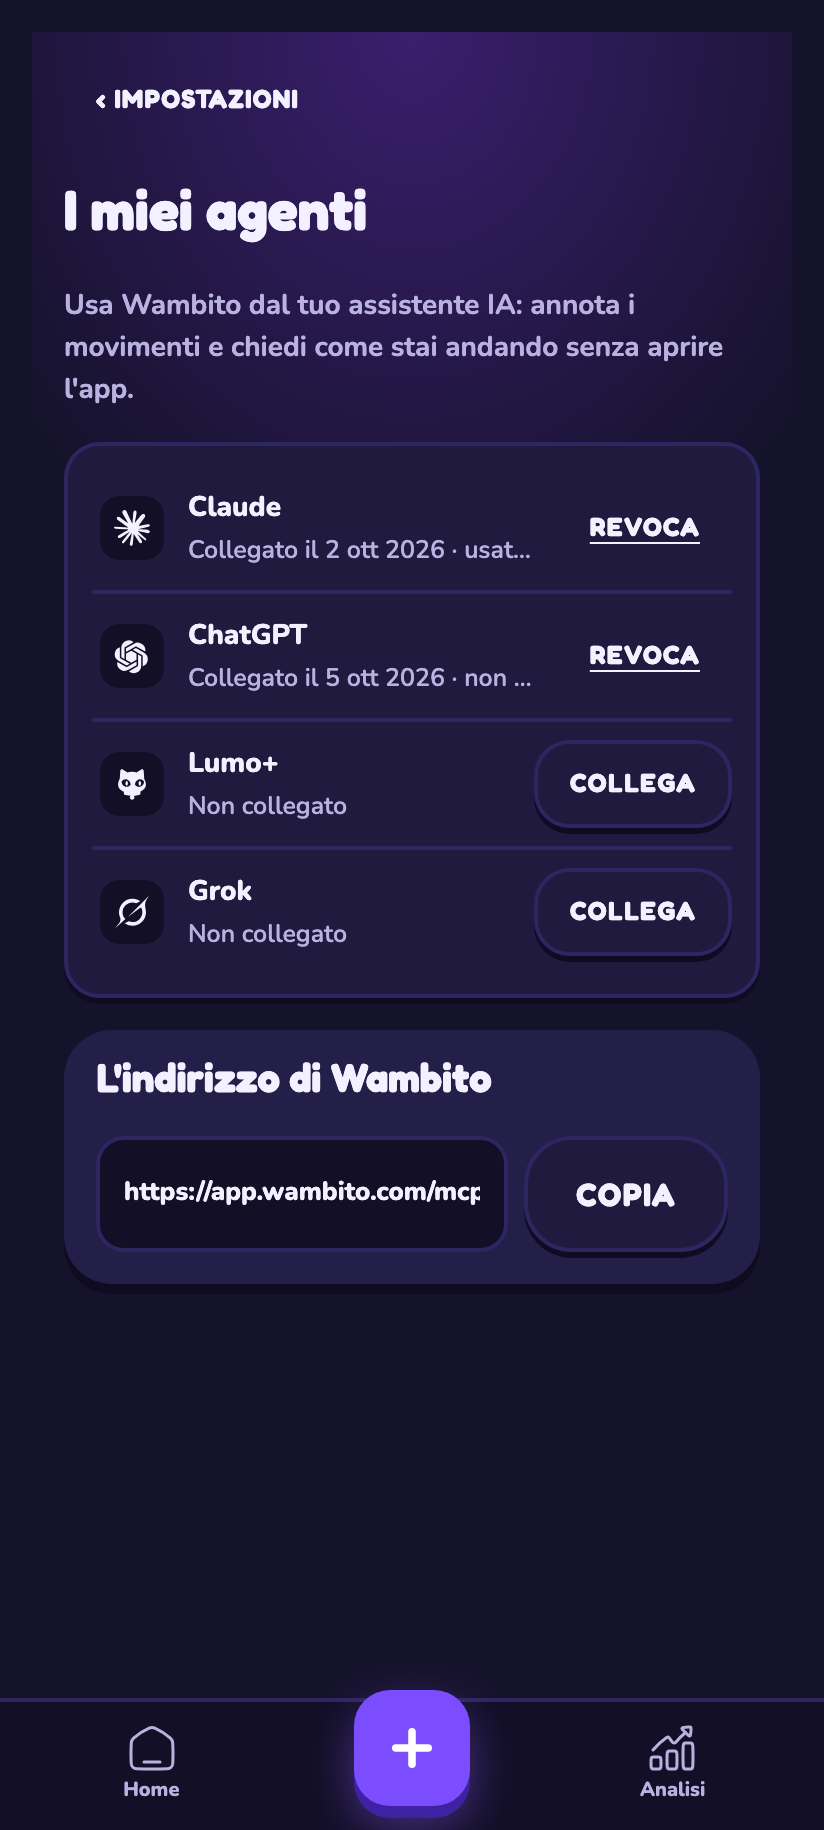 ‹ IMPOSTAZIONI
I miei agenti
Usa Wambito dal tuo assistente IA: annota i
movimenti e chiedi come stai andando senza aprire
l'app.
Claude
Collegato il 2 ott 2026 · usat...
REVOCA
ChatGPT
Collegato il 5 ott 2026 · non ...
REVOCA
Lumo+
Non collegato
COLLEGA
Grok
Non collegato
COLLEGA
L'indirizzo di Wambito
https://app.wambito.com/mcp
COPIA
Home
Analisi